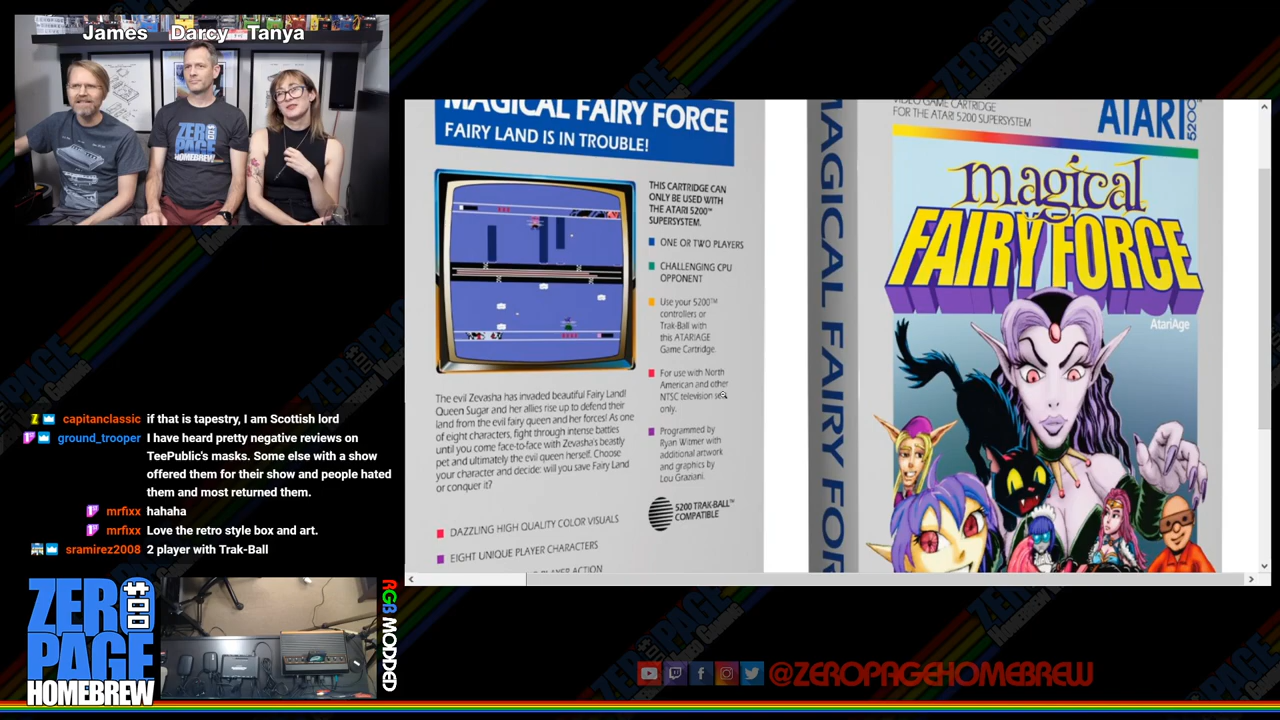 James Darcy Tanya
ZERO
PAGE
HOMEBREW
capitanclassic if that is tapestry, I am Scottish lord
ground_trooper I have heard pretty negative reviews on
TeePublic's masks. Some else with a show
offered them for their show and people hated
them and most returned them.
mrfixx hahaha
mrfixx Love the retro style box and art.
sramirez2008 2 player with Trak-Ball
ZERO
$00
PAGE
HOMEBREW
RGB MODDED
MAGICAL FAIRY FORCE
FAIRY LAND IS IN TROUBLE!
THIS CARTRIDGE CAN
ONLY BE USED WITH
THE ATARI 5200™
SUPERSYSTEM.
ONE OR TWO PLAYERS
CHALLENGING CPU
OPPONENT
Use your 5200™
controllers or
Trak-Ball with
this ATARIAGE
Game Cartridge.
For use with North
American and other
NTSC television
only.
Programmed by
Ryan Witmer with
additional artwork
and graphics by
Lou Graziani.
5200 TRAK-BALL™
COMPATIBLE
The evil Zevasha has invaded beautiful Fairy Land!
Queen Sugar and her allies rise up to defend their
land from the evil fairy queen and her forces! As one
of eight characters, fight through intense battles
until you come face-to-face with Zevasha's beastly
pet and ultimately the evil queen herself. Choose
your character and decide: will you save Fairy Land
or conquer it?
DAZZLING HIGH QUALITY COLOR VISUALS
EIGHT UNIQUE PLAYER CHARACTERS
PLAYER ACTION
MAGICAL FAIRY FOR
VIDEO GAME CARTRIDGE
FOR THE ATARI 5200 SUPERSYSTEM
ATARI
5200
magical
FAIRY FORCE
AtariAge
@ZEROPAGEHOMEBREW